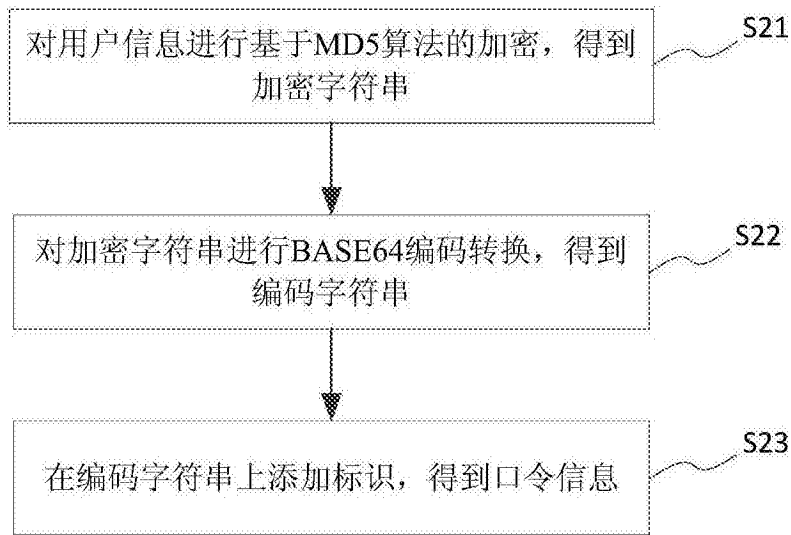 对用户信息进行基于MD5算法的加密，得到
加密字符串
S21
对加密字符串进行BASE64编码转换，得到
编码字符串
S22
在编码字符串上添加标识，得到口令信息
S23